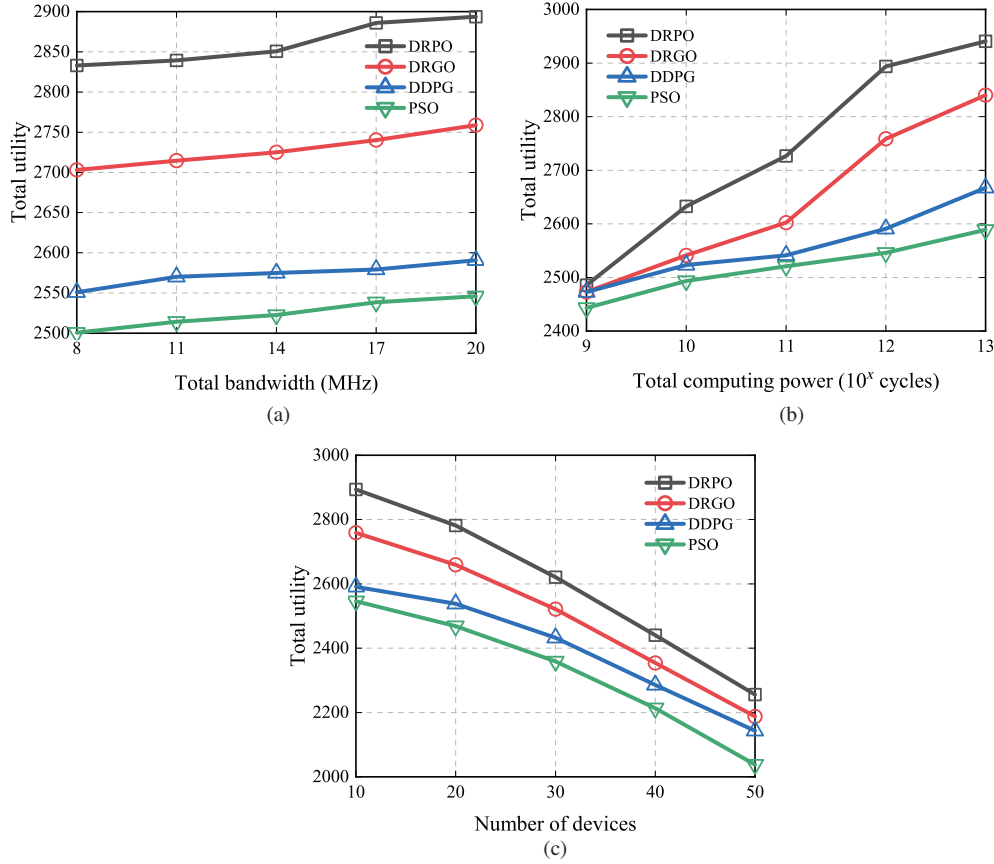 Total utility
2900
2850
2800
2750
2700
2650
2600
2550
2500
8
11
14
17
20
DRPO
DRGO
DDPG
PSO
Total bandwidth (MHz)
(a)
Total utility
3000
2900
2800
2700
2600
2500
2400
9
10
11
12
13
DRPO
DRGO
DDPG
PSO
Total computing power (10^x cycles)
(b)
Total utility
3000
2800
2600
2400
2200
2000
10
20
30
40
50
DRPO
DRGO
DDPG
PSO
Number of devices
(c)